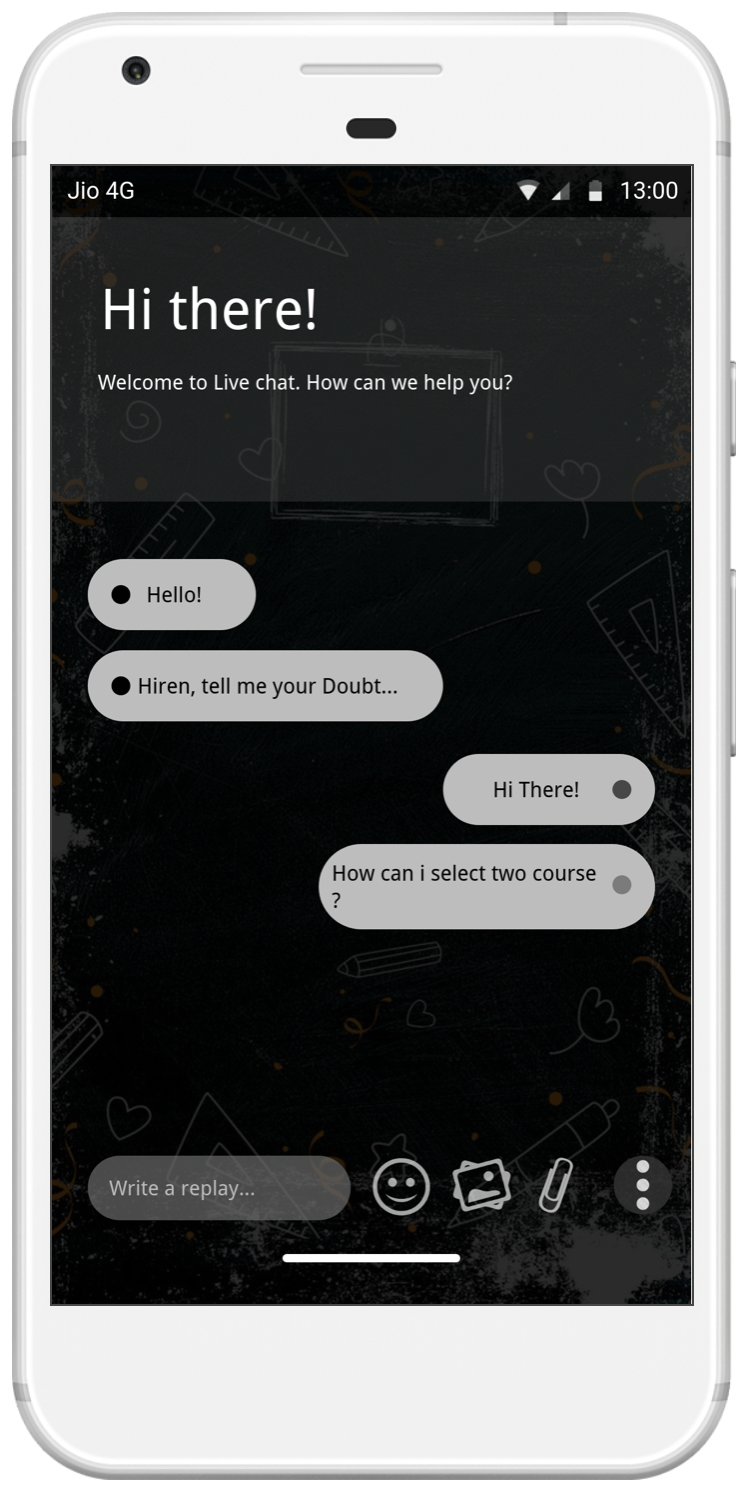 Jio 4G 13:00
Hi there!
Welcome to Live chat. How can we help you?
Hello!
Hiren, tell me your Doubt...
Hi There!
How can i select two course
?
Write a replay...